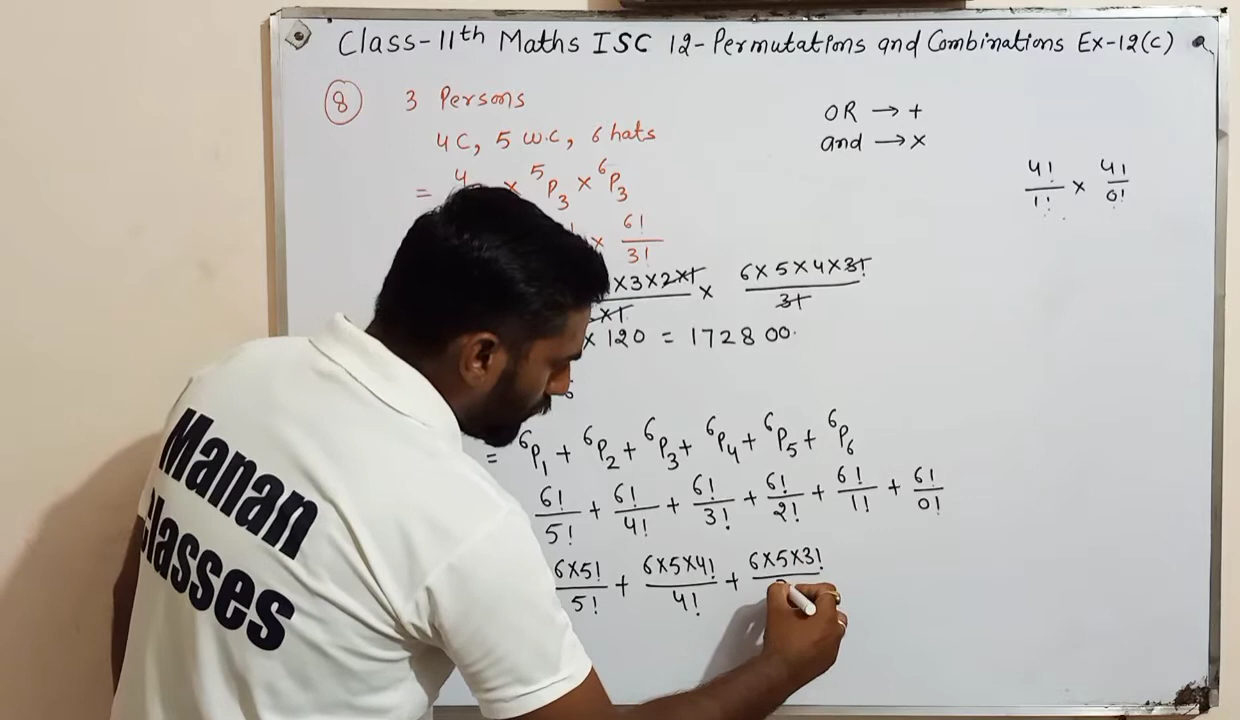 Class-11th Maths ISC 12-Permutations and Combinations Ex-12(C)
8 3 Persons
4C, 5 W.C, 6 hats
OR → +
and → ×
= 4 × ⁵P₃ × ⁶P₃
4!/1! × 4!/0!
× 6!/3!
×3×2×1 × 6×5×4×3!/3!
×1
× 120 = 172800.
= ⁶P₁ + ⁶P₂ + ⁶P₃ + ⁶P₄ + ⁶P₅ + ⁶P₆
6!/5! + 6!/4! + 6!/3! + 6!/2! + 6!/1! + 6!/0!
6×5!/5! + 6×5×4!/4! + 6×5×3!
Manan
Classes